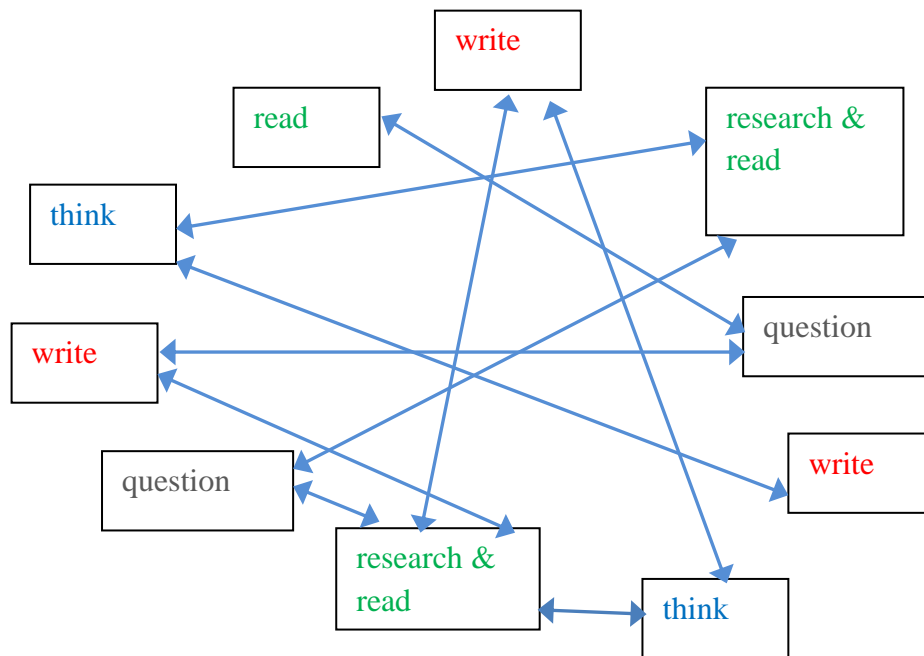 write
read
research &
read
think
question
write
write
question
research &
read
think